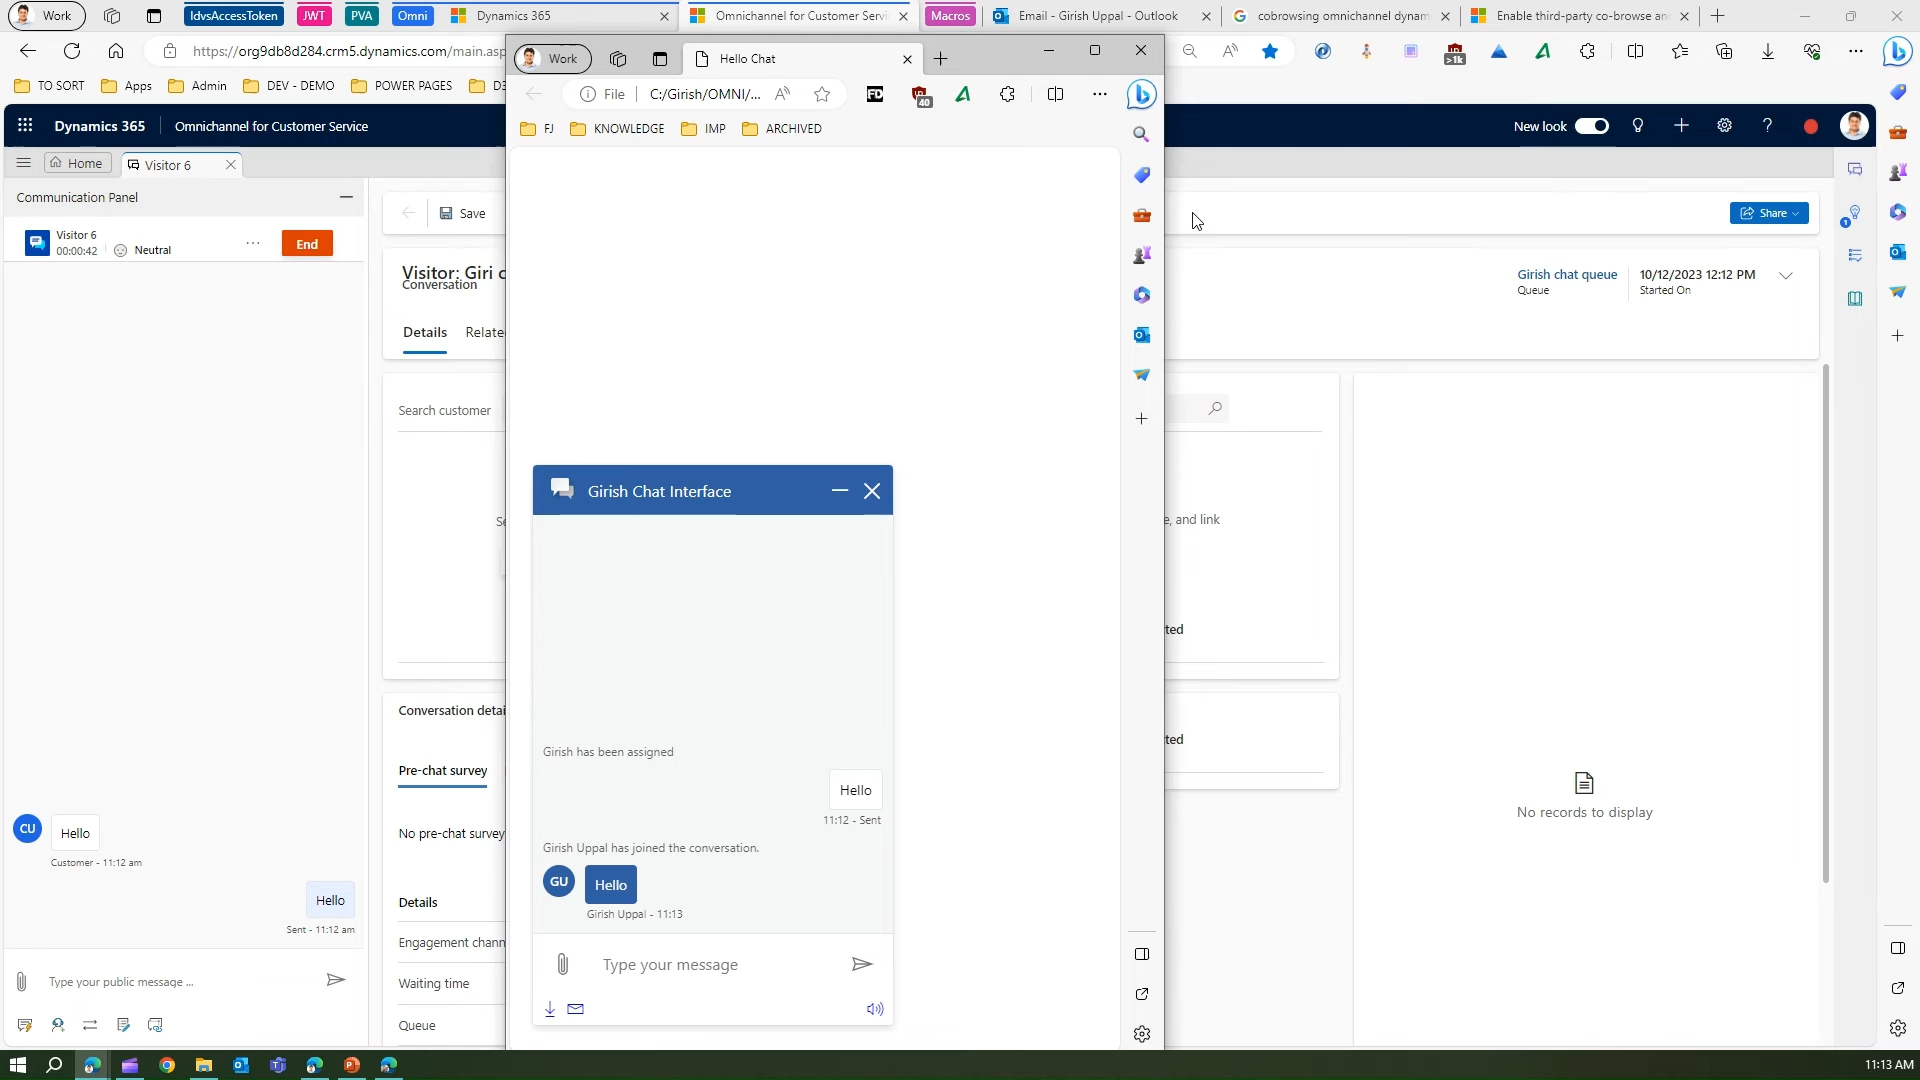 Work
IdvsAccessToken
JWT
PVA
Omni
Dynamics 365
Omnichannel for Customer Servi
Macros
Email - Girish Uppal - Outlook
cobrowsing omnichannel dynam
Enable third-party co-browse an
https://org9db8d284.crm5.dynamics.com/main.asp
>1k
TO SORT
Apps
Admin
DEV - DEMO
POWER PAGES
Work
Hello Chat
File
C:/Girish/OMNI/...
FD
40
FJ
KNOWLEDGE
IMP
ARCHIVED
Dynamics 365
Omnichannel for Customer Service
New look
Home
Visitor 6
Communication Panel
Visitor 6
00:00:42
Neutral
End
Save
Share
Visitor: Giri
Conversation
Girish chat queue
Queue
10/12/2023 12:12 PM
Started On
Details
Relate
Search customer
Se
e, and link
ted
Conversation detai
ted
Pre-chat survey
No pre-chat survey
Details
Engagement chann
Waiting time
Queue
No records to display
CU
Hello
Customer - 11:12 am
Hello
Sent - 11:12 am
Type your public message ...
Girish Chat Interface
Girish has been assigned
Hello
11:12 - Sent
Girish Uppal has joined the conversation.
GU
Hello
Girish Uppal - 11:13
Type your message
1
11:13 AM